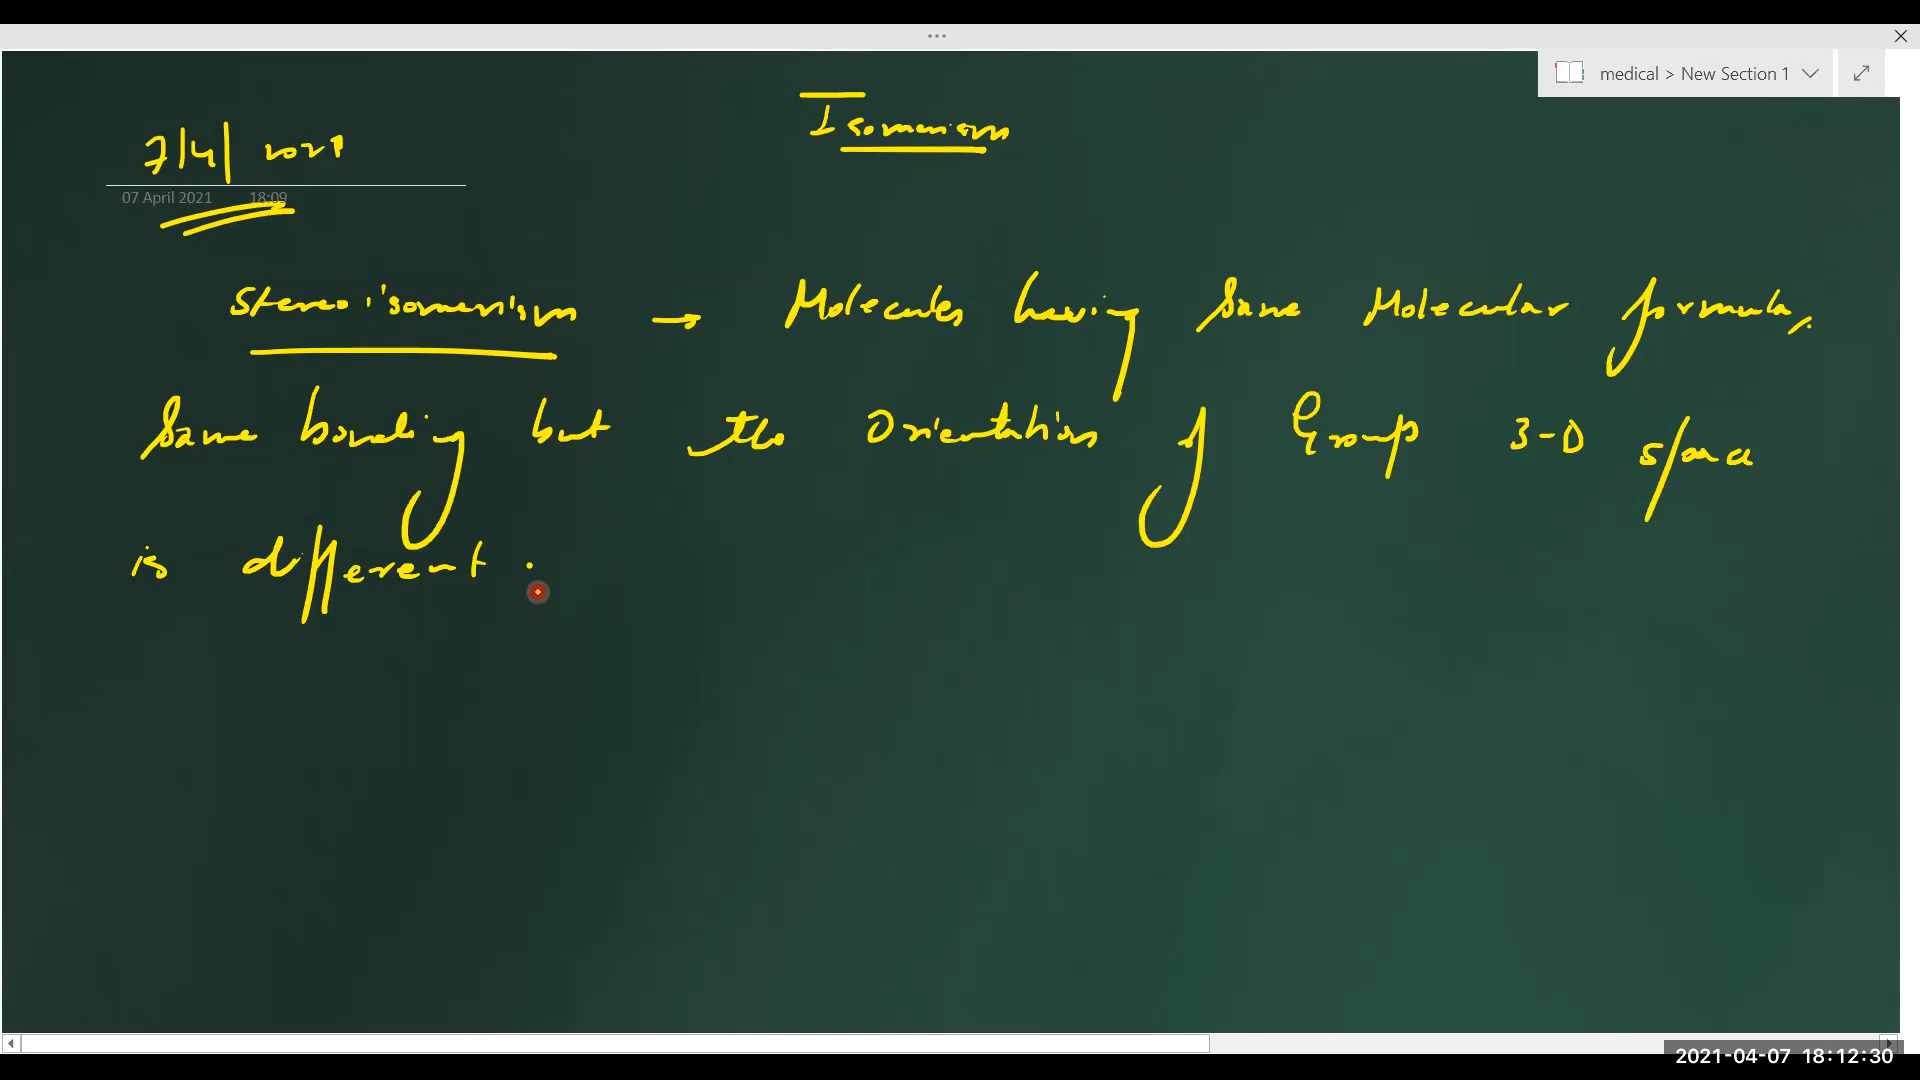 medical > New Section 1
Isomerism
7/4/2021
07 April 2021 18:09
Stereoisomerism → Molecules having Same Molecular formula,
Same bonding but the Orientation of Group 3-D space
is different .
2021-04-07 18:12:30